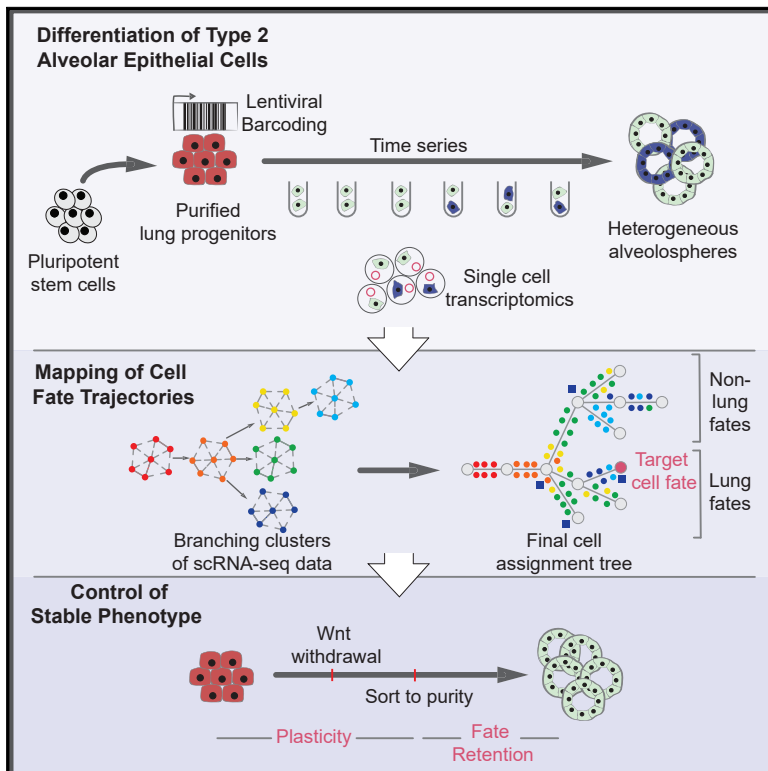 Differentiation of Type 2
Alveolar Epithelial Cells
Lentiviral
Barcoding
Time series
Purified
lung progenitors
Pluripotent
stem cells
Heterogeneous
alveolospheres
Single cell
transcriptomics
Mapping of Cell
Fate Trajectories
Branching clusters
of scRNA-seq data
Non-
lung
fates
Target
cell fate
Lung
fates
Final cell
assignment tree
Control of
Stable Phenotype
Wnt
withdrawal
Sort to purity
Plasticity
Fate
Retention